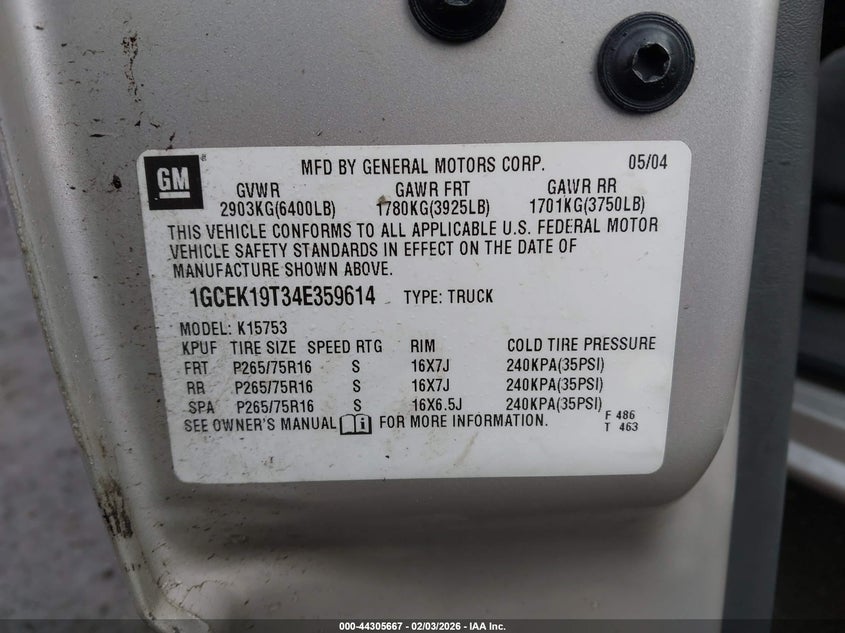 GM
MFD BY GENERAL MOTORS CORP. 05/04
GVWR GAWR FRT GAWR RR
2903KG(6400LB) 1780KG(3925LB) 1701KG(3750LB)
THIS VEHICLE CONFORMS TO ALL APPLICABLE U.S. FEDERAL MOTOR
VEHICLE SAFETY STANDARDS IN EFFECT ON THE DATE OF
MANUFACTURE SHOWN ABOVE.
1GCEK19T34E359614 TYPE: TRUCK
MODEL: K15753
KPUF TIRE SIZE SPEED RTG RIM COLD TIRE PRESSURE
FRT P265/75R16 S 16X7J 240KPA(35PSI)
RR P265/75R16 S 16X7J 240KPA(35PSI)
SPA P265/75R16 S 16X6.5J 240KPA(35PSI)
SEE OWNER'S MANUAL i FOR MORE INFORMATION.
F 486
T 463
000-44305667 - 02/03/2026 - IAA Inc.